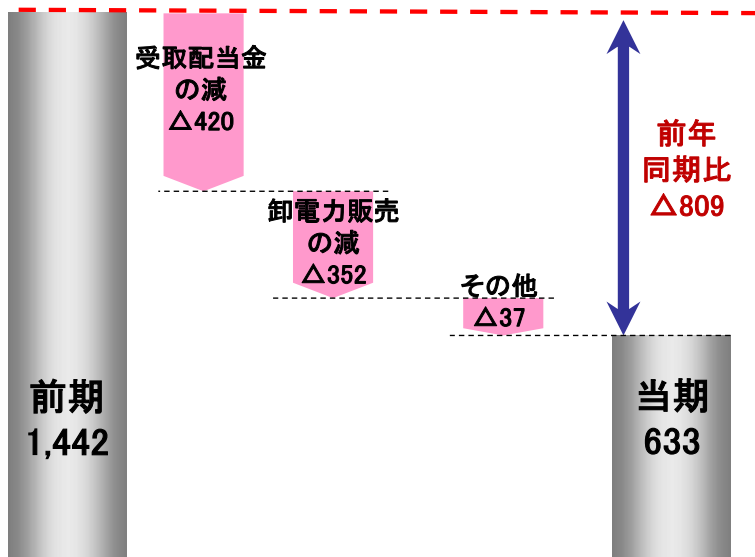 受取配当金
の減
△420
前年
同期比
△809
卸電力販売
の減
△352
その他
△37
前期
1,442
当期
633